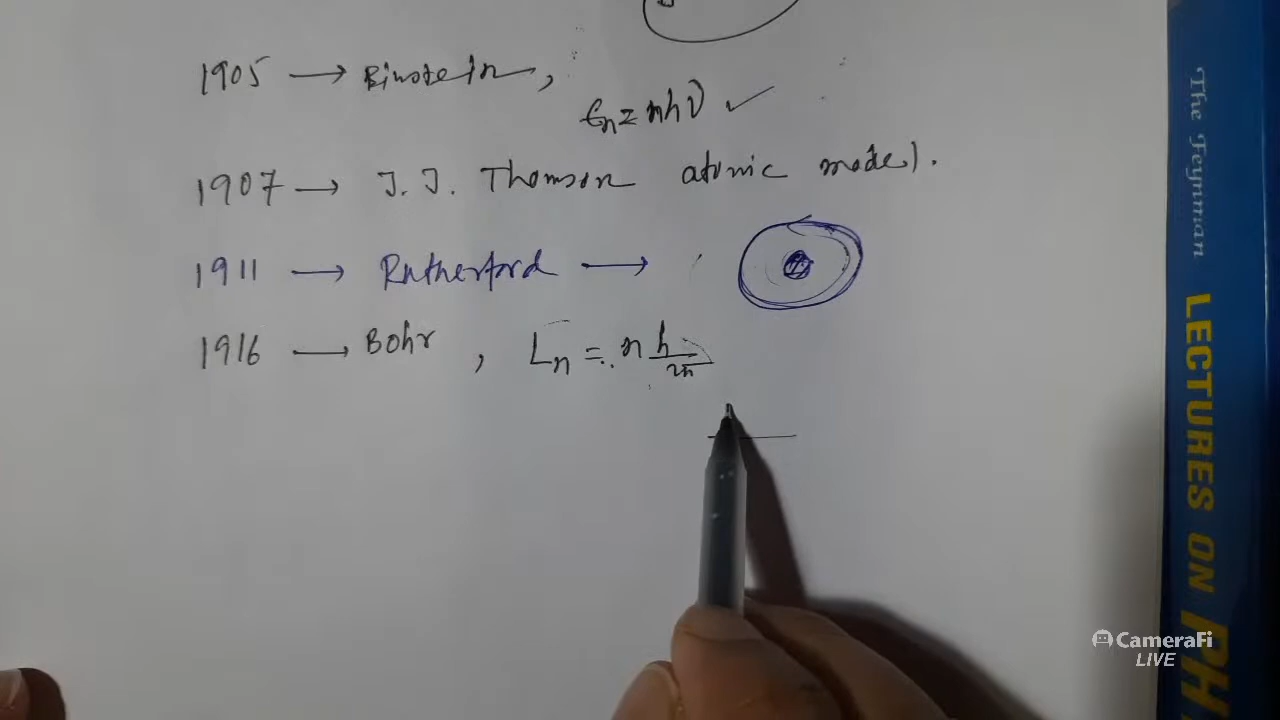 1905 → Einstein,
En = nhν ✓
1907 → J.J. Thomson atomic model.
1911 → Rutherford →
1916 → Bohr , Ln = n h/2π
The Feynman LECTURES ON PH
CameraFi
LIVE